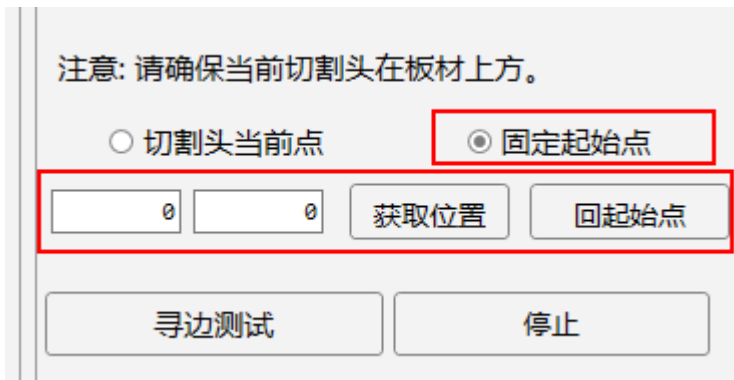 注意: 请确保当前切割头在板材上方。
切割头当前点 固定起始点
0 0 获取位置 回起始点
寻边测试 停止